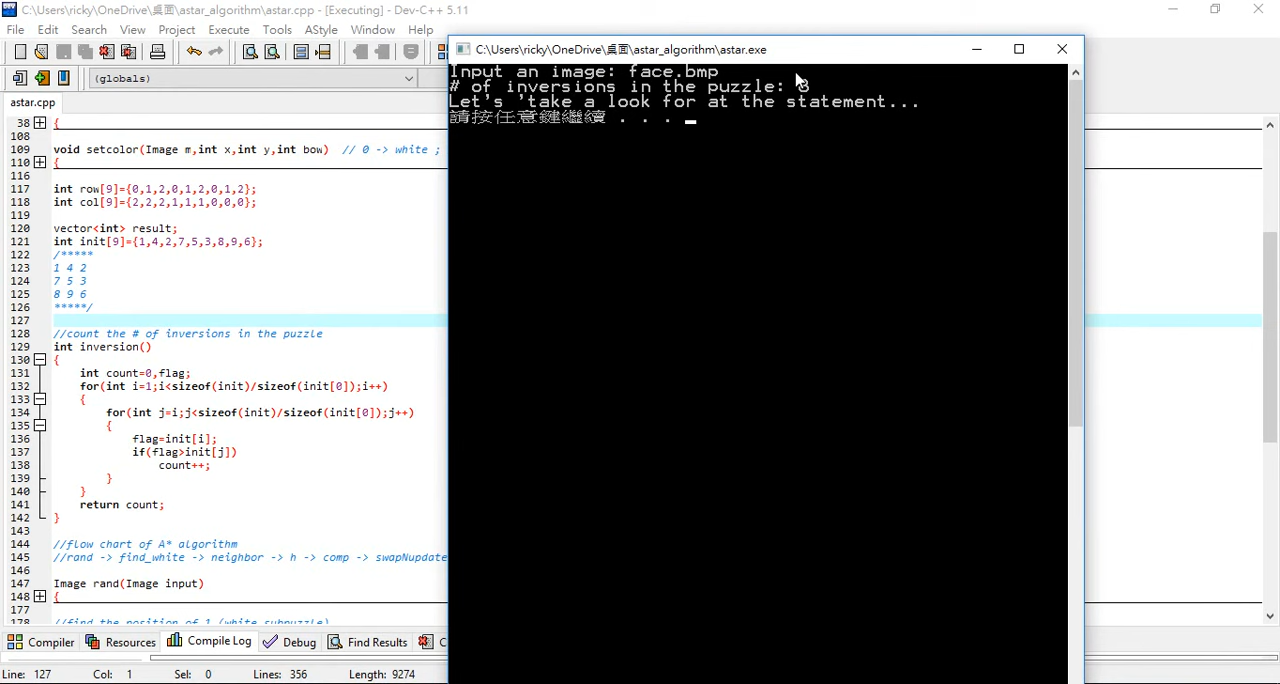 C:\Users\ricky\OneDrive\桌面\astar_algorithm\astar.cpp - [Executing] - Dev-C++ 5.11
File Edit Search View Project Execute Tools AStyle Window Help
(globals)
astar.cpp
38 {
108
109 void setcolor(Image m,int x,int y,int bow) // 0 -> white ;
110 {
116
117 int row[9]={0,1,2,0,1,2,0,1,2};
118 int col[9]={2,2,2,1,1,1,0,0,0};
119
120 vector<int> result;
121 int init[9]={1,4,2,7,5,3,8,9,6};
122 /*****
123 1 4 2
124 7 5 3
125 8 9 6
126 *****/
127
128 //count the # of inversions in the puzzle
129 int inversion()
130 {
131 int count=0,flag;
132 for(int i=1;i<sizeof(init)/sizeof(init[0]);i++)
133 {
134 for(int j=i;j<sizeof(init)/sizeof(init[0]);j++)
135 {
136 flag=init[i];
137 if(flag>init[j])
138 count++;
139 }
140 }
141 return count;
142 }
143
144 //flow chart of A* algorithm
145 //rand -> find_white -> neighbor -> h -> comp -> swapNupdate
146
147 Image rand(Image input)
148 {
177
178 //find the position of 1 (white subpuzzle)
Compiler Resources Compile Log Debug Find Results C
Line: 127 Col: 1 Sel: 0 Lines: 356 Length: 9274
C:\Users\ricky\OneDrive\桌面\astar_algorithm\astar.exe
Input an image: face.bmp
# of inversions in the puzzle: 8
Let's 'take a look for at the statement...
請按任意鍵繼續 . . . _